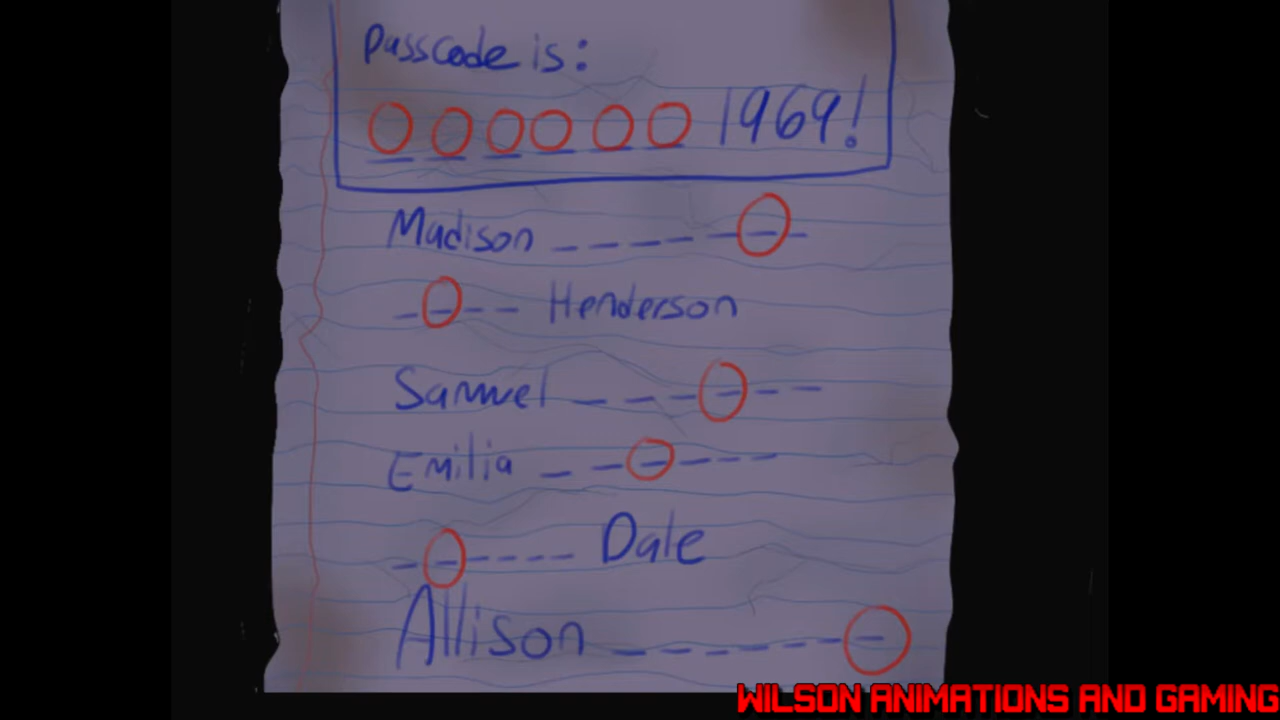 Passcode is:
_ _ _ _ _ _ 1969!
Madison _ _ _ _ _ _ _
_ _ _ _ Henderson
Samuel _ _ _ _ _ _
Emilia _ _ _ _ _ _
_ _ _ _ _ _ Dale
Allison _ _ _ _ _ _ _
WILSON ANIMATIONS AND GAMING